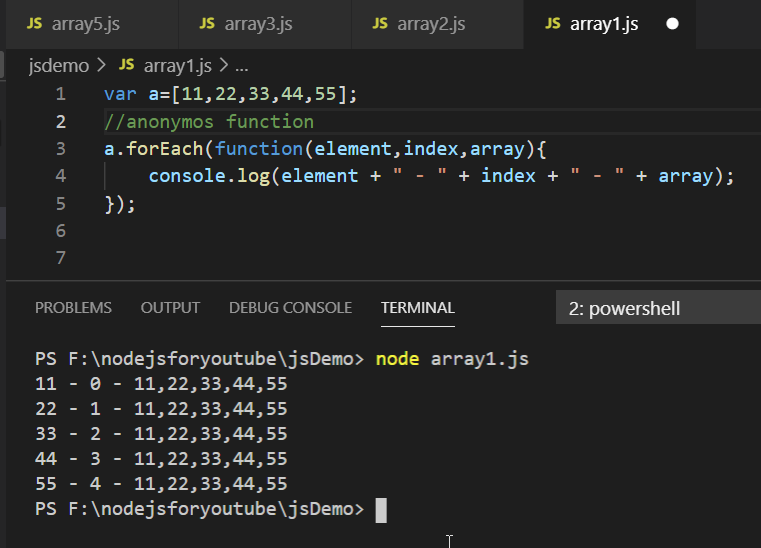 JS array5.js JS array3.js JS array2.js JS array1.js
jsdemo > JS array1.js > ...
1 var a=[11,22,33,44,55];
2 //anonymos function
3 a.forEach(function(element,index,array){
4 console.log(element + " - " + index + " - " + array);
5 });
6
7
PROBLEMS OUTPUT DEBUG CONSOLE TERMINAL 2: powershell
PS F:\nodejsforyoutube\jsDemo> node array1.js
11 - 0 - 11,22,33,44,55
22 - 1 - 11,22,33,44,55
33 - 2 - 11,22,33,44,55
44 - 3 - 11,22,33,44,55
55 - 4 - 11,22,33,44,55
PS F:\nodejsforyoutube\jsDemo>